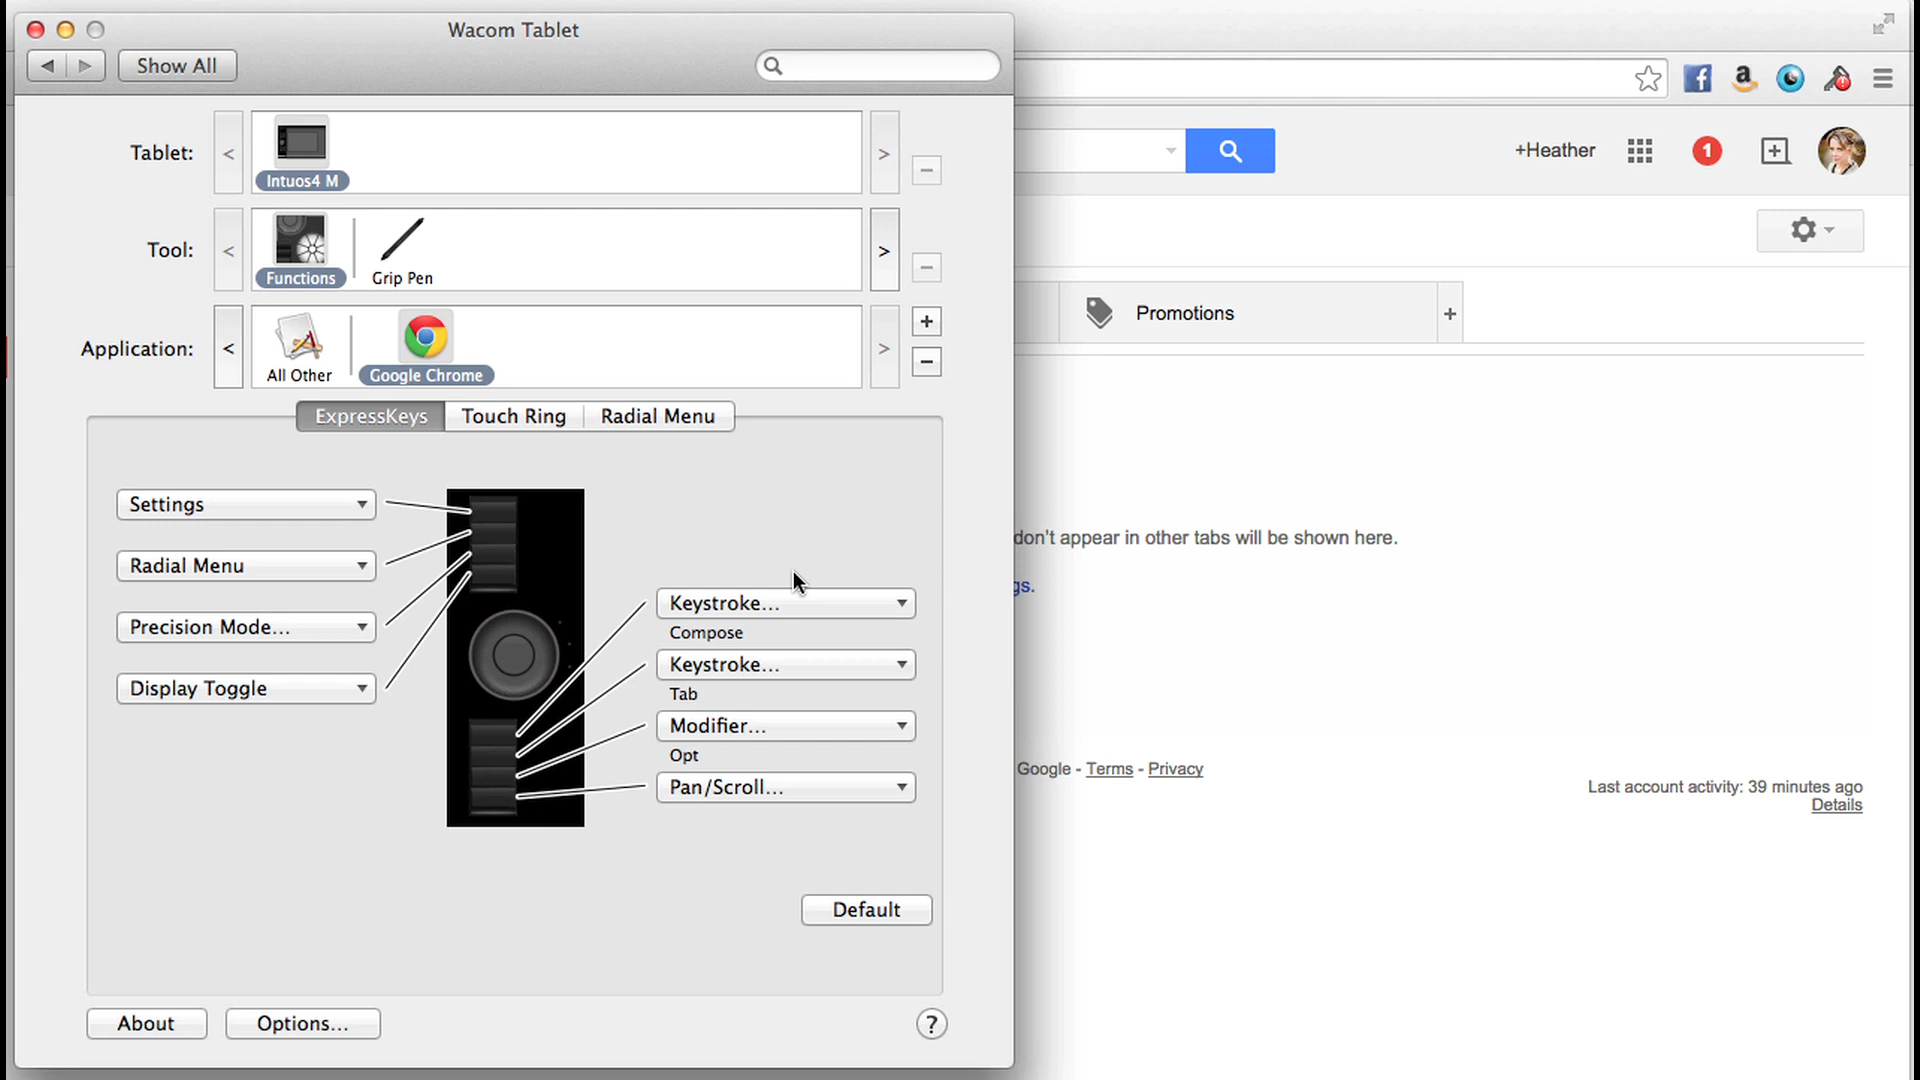 Wacom Tablet
Show All
Tablet:
Intuos4 M
Tool:
Functions
Grip Pen
Application:
All Other
Google Chrome
ExpressKeys
Touch Ring
Radial Menu
Settings
Radial Menu
Precision Mode...
Display Toggle
Keystroke...
Compose
Keystroke...
Tab
Modifier...
Opt
Pan/Scroll...
Default
About
Options...
?
+Heather
1
Promotions
don't appear in other tabs will be shown here.
gs.
Google - Terms - Privacy
Last account activity: 39 minutes ago
Details